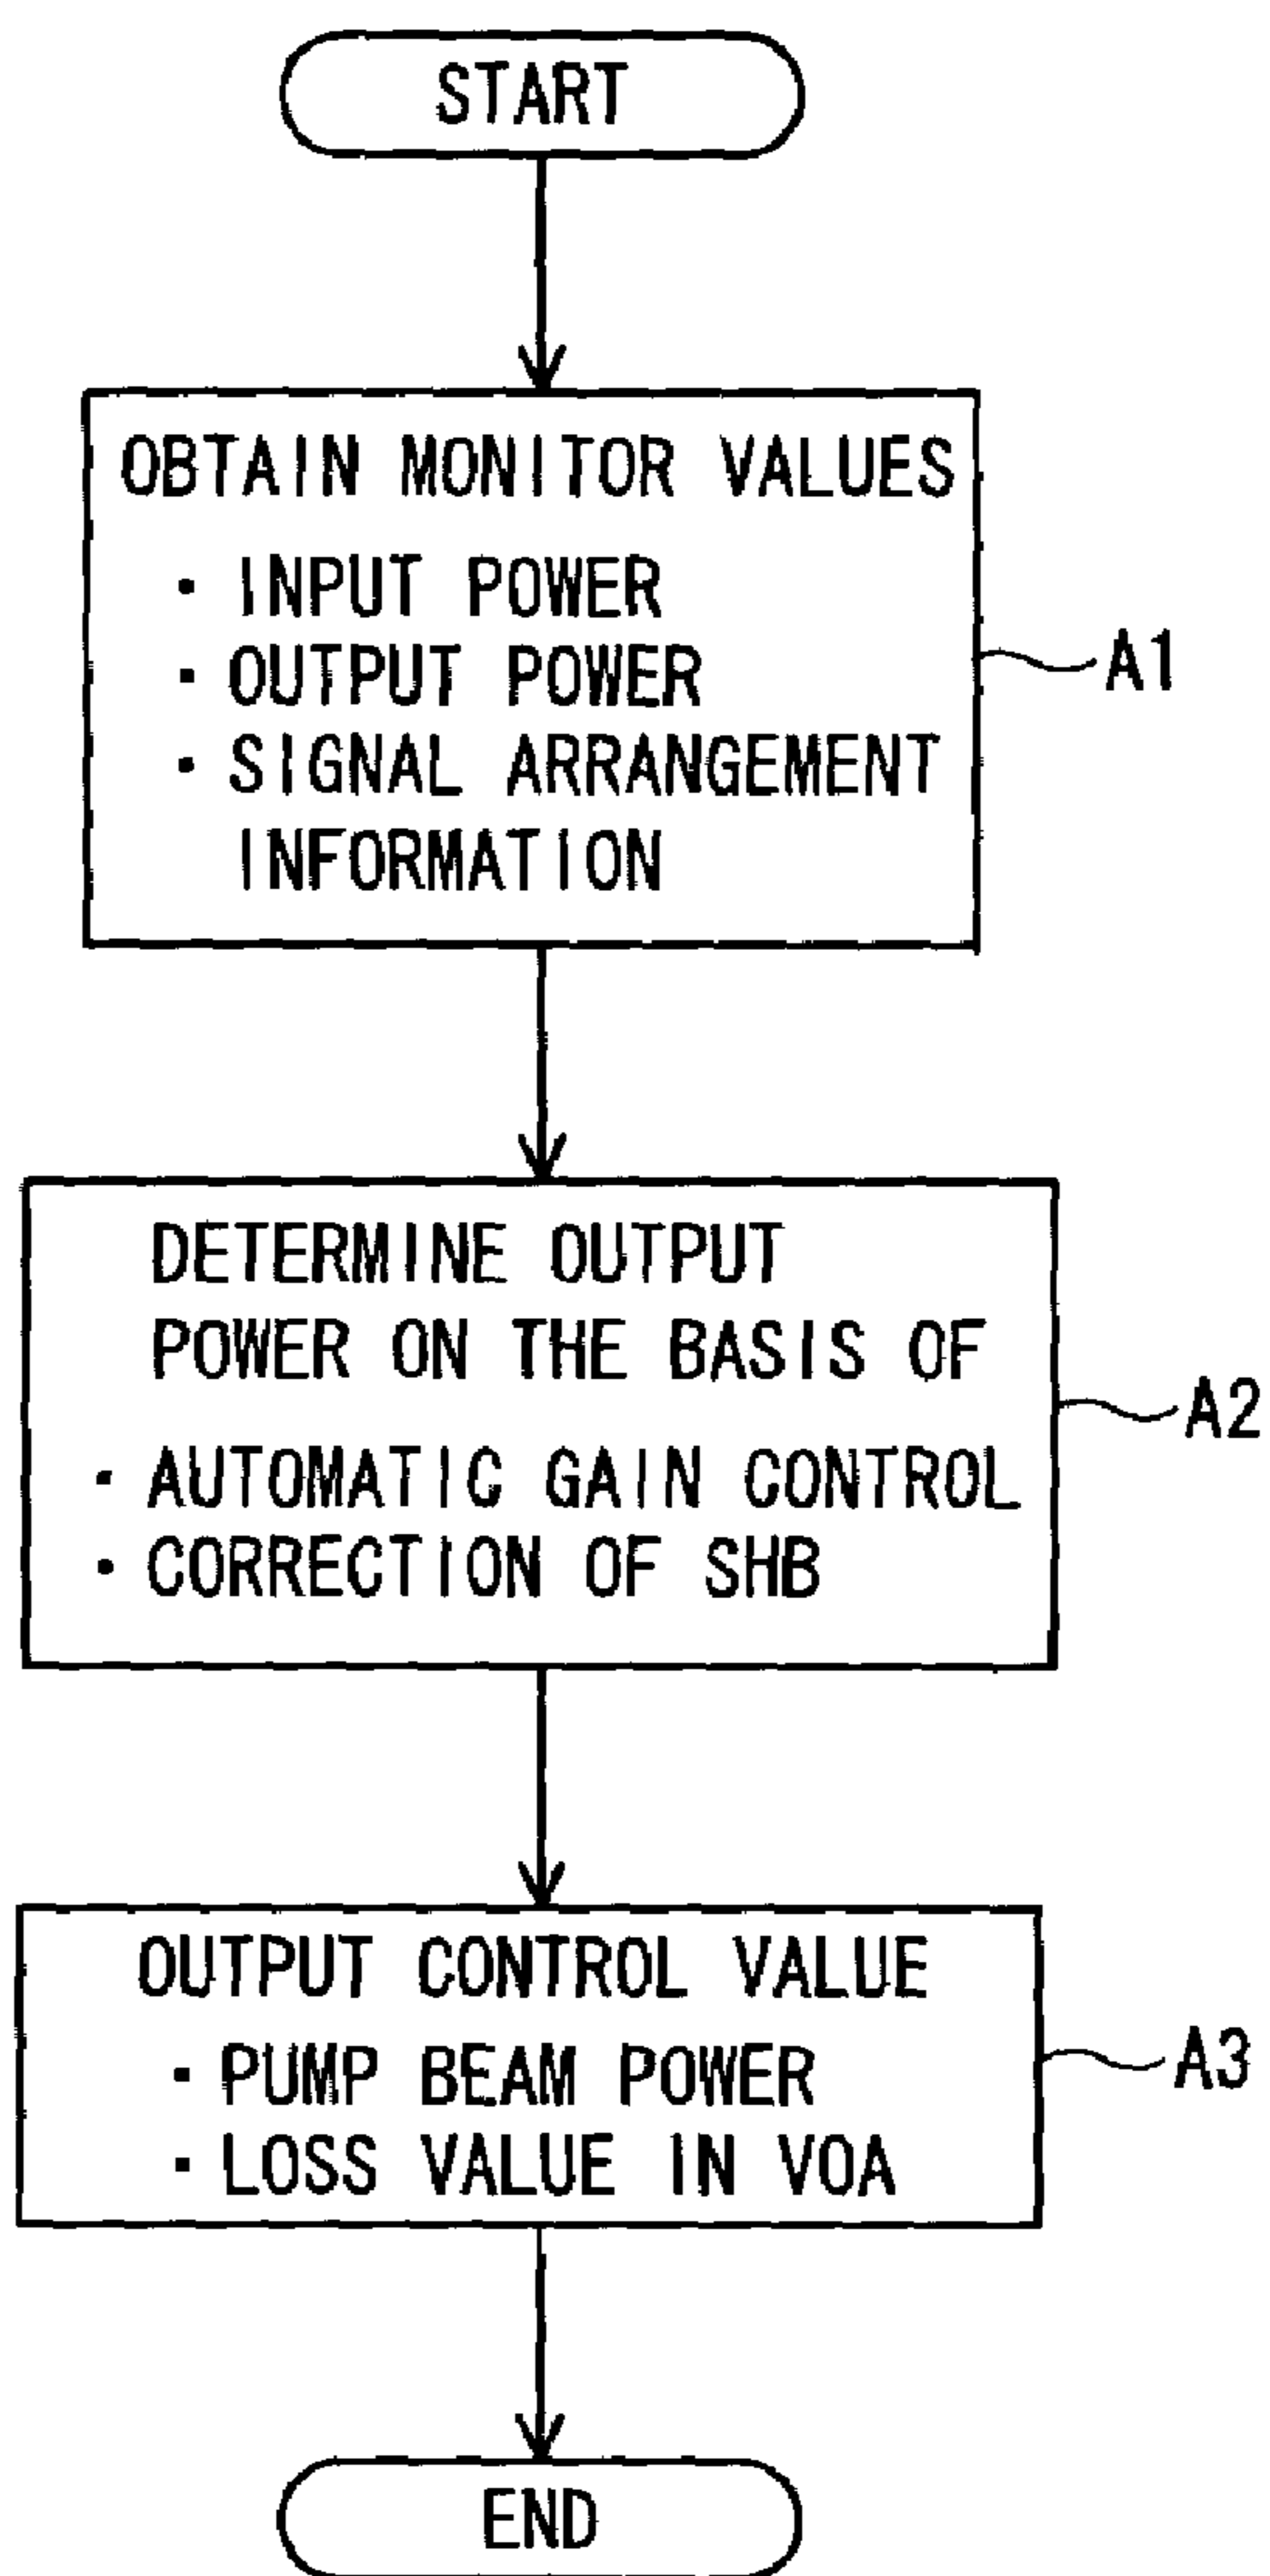 START
OBTAIN MONITOR VALUES
· INPUT POWER
· OUTPUT POWER
· SIGNAL ARRANGEMENT
INFORMATION
A1
DETERMINE OUTPUT
POWER ON THE BASIS OF
· AUTOMATIC GAIN CONTROL
· CORRECTION OF SHB
A2
OUTPUT CONTROL VALUE
· PUMP BEAM POWER
· LOSS VALUE IN VOA
A3
END